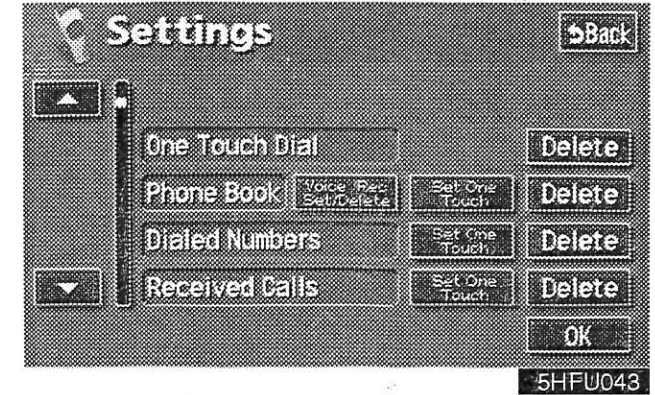 Settings
Back
One Touch Dial Delete
Phone Book Voice Rec Set/Delete Set One Touch Delete
Dialed Numbers Set One Touch Delete
Received Calls Set One Touch Delete
OK
5HFU043